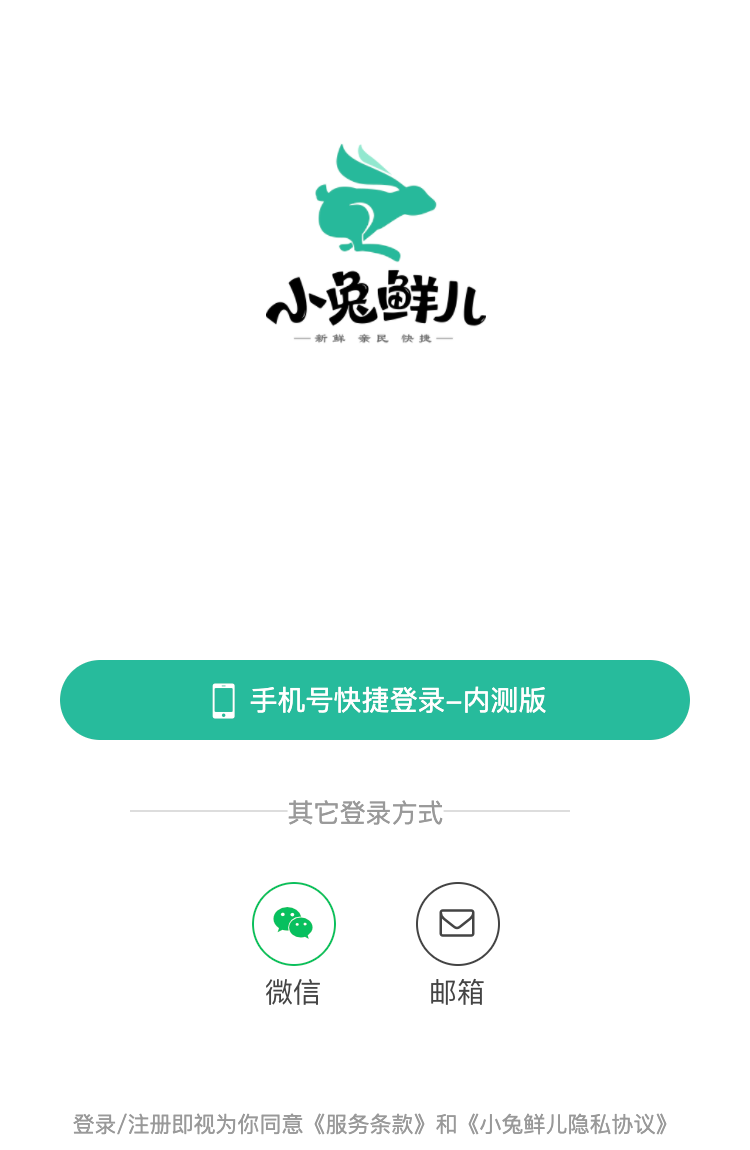 小兔鲜儿
新鲜 亲民 快捷
手机号快捷登录-内测版
其它登录方式
微信 邮箱
登录/注册即视为你同意《服务条款》和《小兔鲜儿隐私协议》